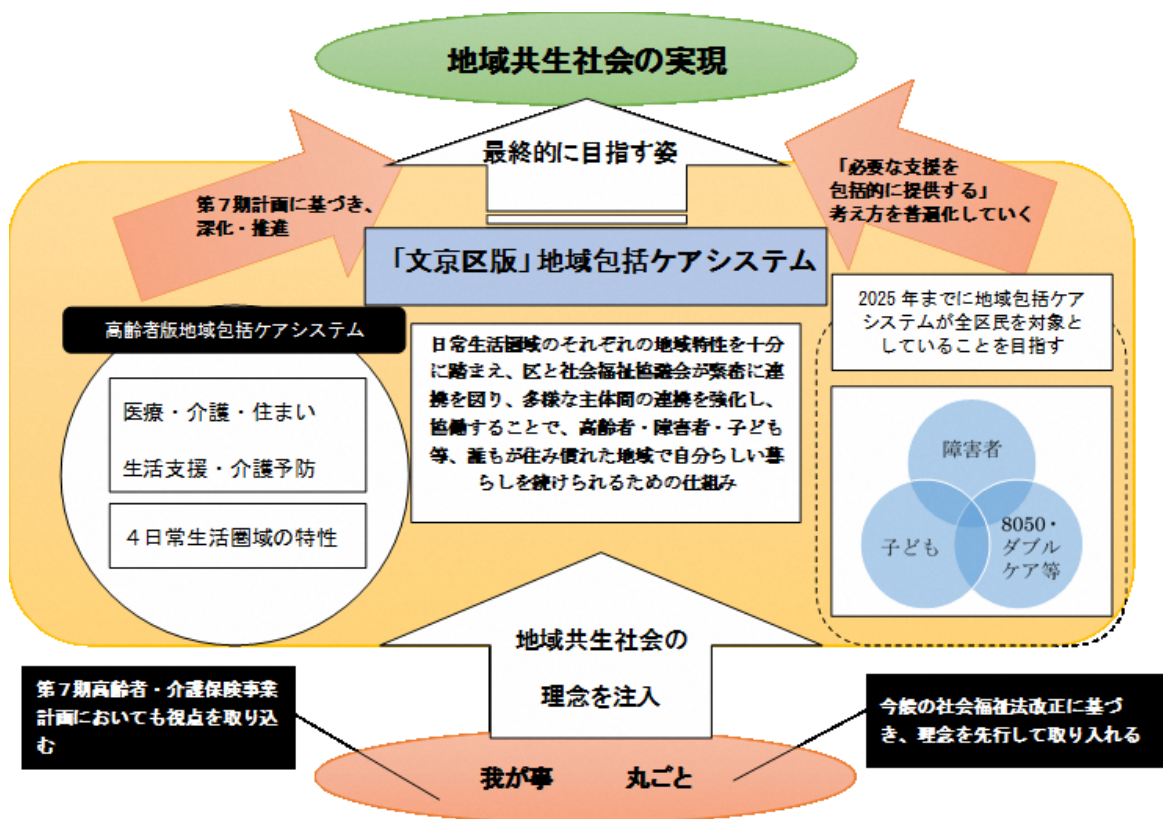 地域共生社会の実現
最終的に目指す姿
第７期計画に基づき、
深化・推進
「必要な支援を
包括的に提供する」
考え方を普遍化していく
「文京区版」地域包括ケアシステム
高齢者版地域包括ケアシステム
医療・介護・住まい
生活支援・介護予防
４日常生活圏域の特性
日常生活圏域のそれぞれの地域特性を十分
に踏まえ、区と社会福祉協議会が緊密に連
携を図り、多様な主体間の連携を強化し、
協働することで、高齢者・障害者・子ども
等、誰もが住み慣れた地域で自分らしい暮
らしを続けられるための仕組み
2025 年までに地域包括ケア
システムが全区民を対象と
していることを目指す
障害者
子ども
8050・
ダブル
ケア等
地域共生社会の
理念を注入
第７期高齢者・介護保険事業
計画においても視点を取り込
む
今般の社会福祉法改正に基づ
き、理念を先行して取り入れる
我が事　　丸ごと